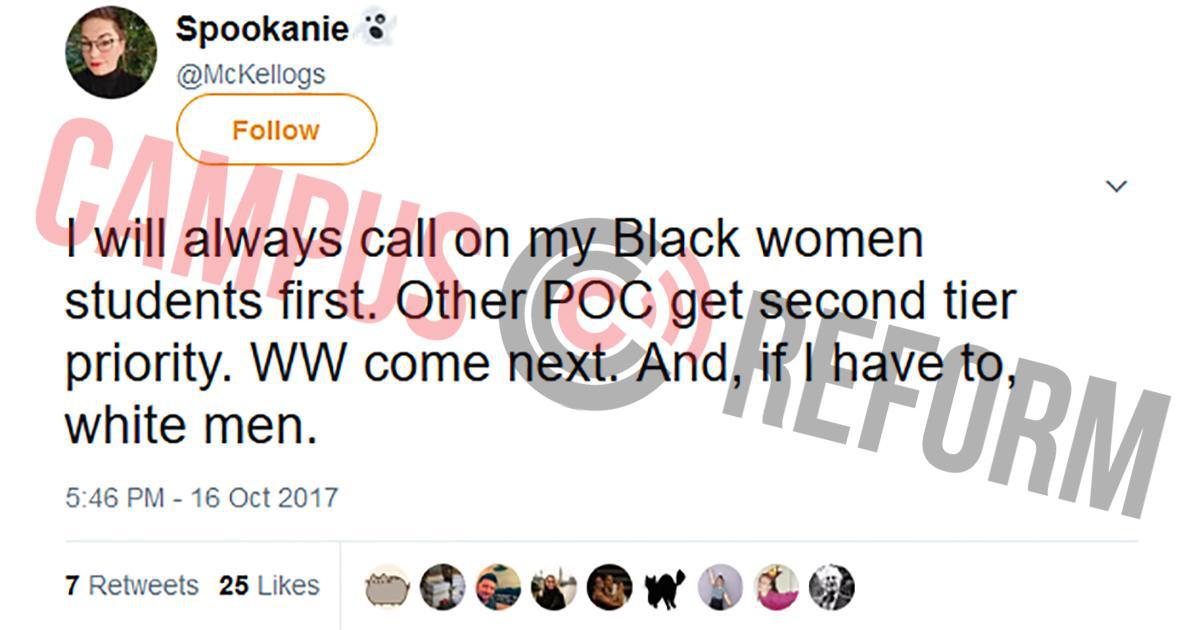 Spookanie
@McKellogs
Follow
CAMPUS REFORM
I will always call on my Black women
students first. Other POC get second tier
priority. WW come next. And, if I have to,
white men.
5:46 PM - 16 Oct 2017
7 Retweets 25 Likes